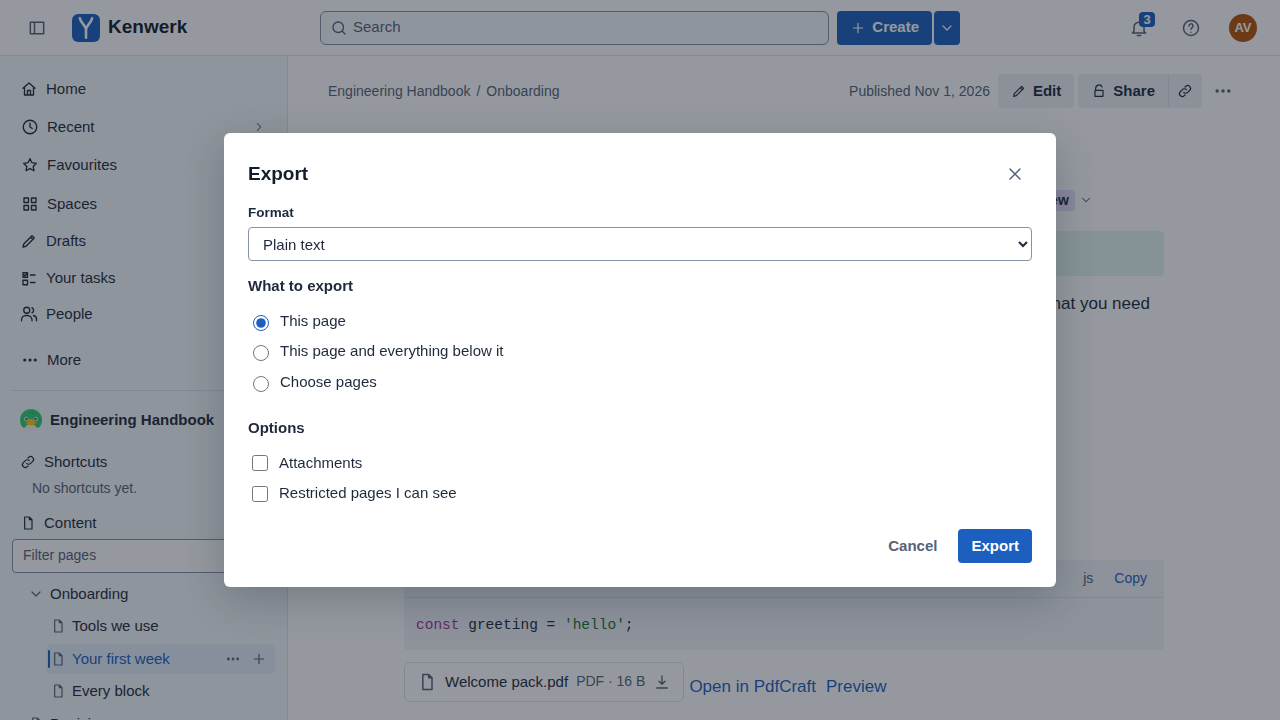 Kenwerk
Search
Create
3
AV
Home
Recent
Favourites
Spaces
Drafts
Your tasks
People
More
Engineering Handbook
Shortcuts
No shortcuts yet.
Content
Filter pages
Onboarding
Tools we use
Your first week
Every block
Engineering Handbook / Onboarding
Published Nov 1, 2026
Edit
Share
hat you need
Export
Format
Plain text
What to export
This page
This page and everything below it
Choose pages
Options
Attachments
Restricted pages I can see
Cancel
Export
js
Copy
const greeting = 'hello';
Welcome pack.pdf PDF · 16 B
Open in PdfCraft Preview